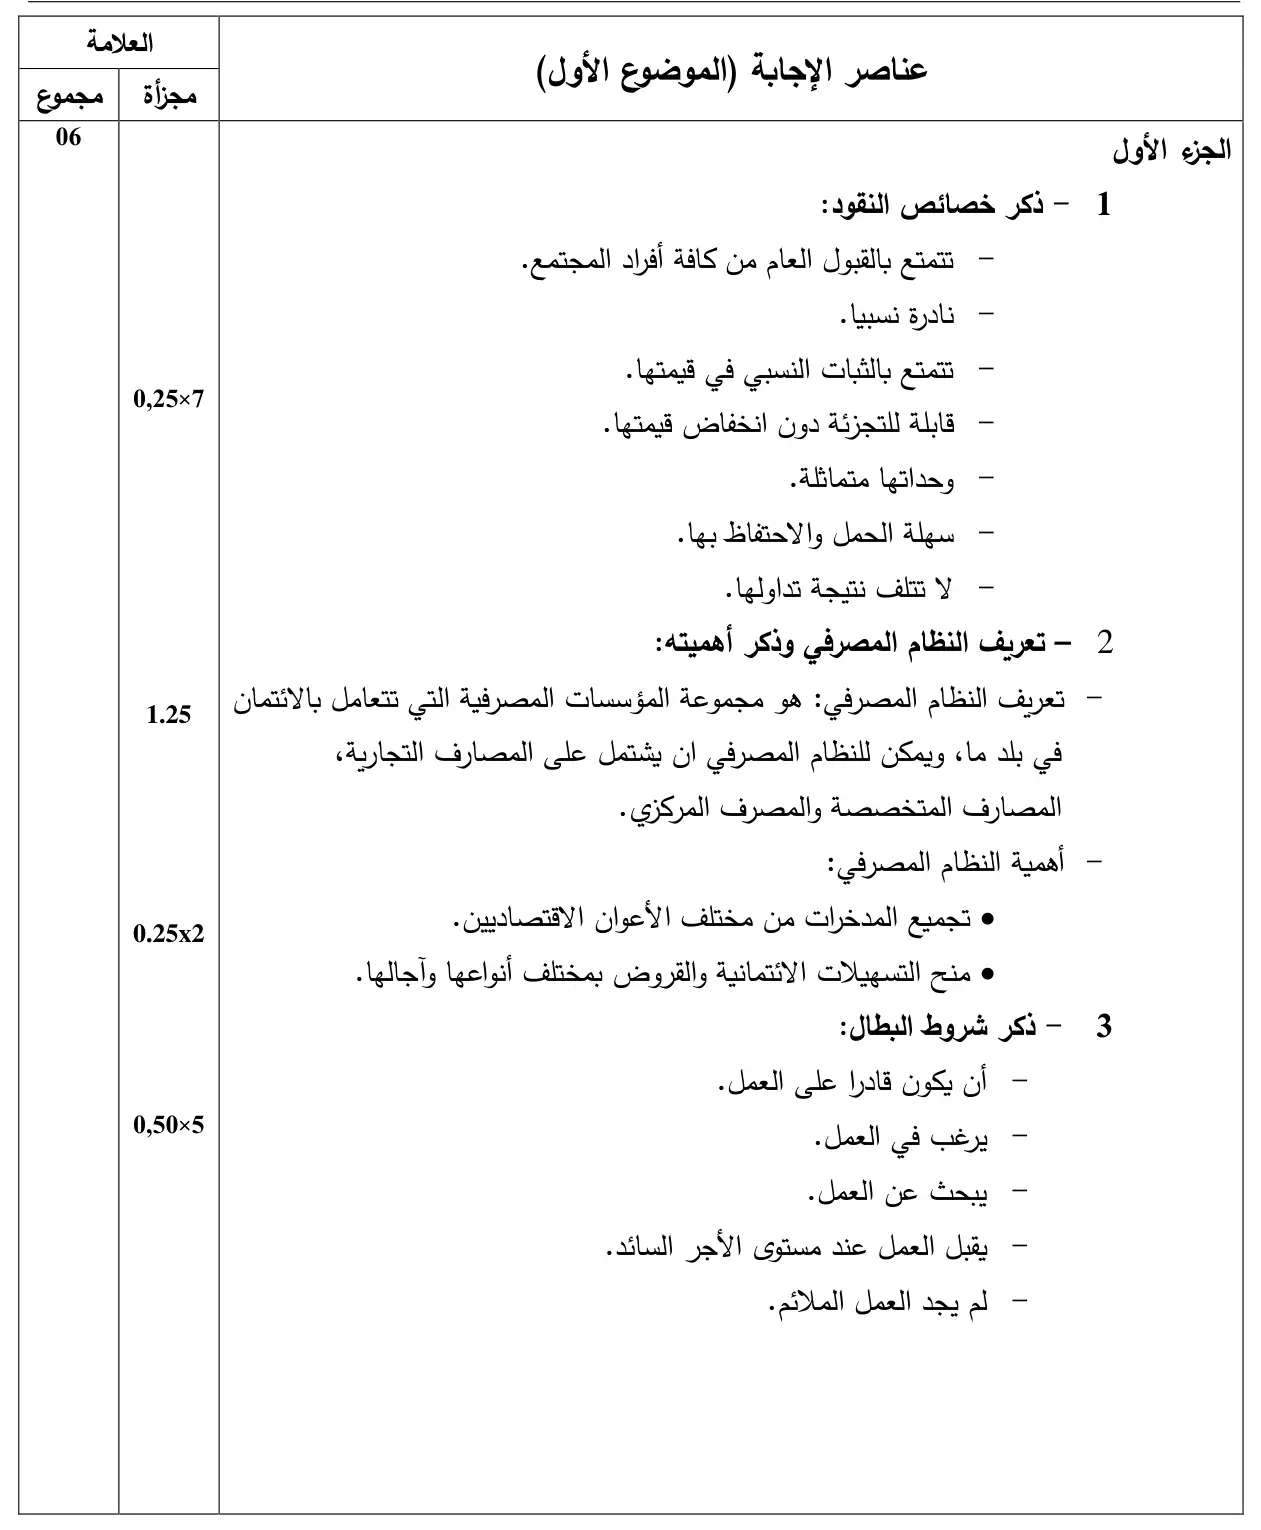 عناصر الإجابة (الموضوع الأول)
العلامة
مجزأة
مجموع
الجزء الأول
06
1 - ذكر خصائص النقود:
- تتمتع بالقبول العام من كافة أفراد المجتمع.
- نادرة نسبيا.
- تتمتع بالثبات النسبي في قيمتها.
0,25×7
- قابلة للتجزئة دون انخفاض قيمتها.
- وحداتها متماثلة.
- سهلة الحمل والاحتفاظ بها.
- لا تتلف نتيجة تداولها.
2 – تعريف النظام المصرفي وذكر أهميته:
- تعريف النظام المصرفي: هو مجموعة المؤسسات المصرفية التي تتعامل بالائتمان
1.25
في بلد ما، ويمكن للنظام المصرفي ان يشتمل على المصارف التجارية،
المصارف المتخصصة والمصرف المركزي.
- أهمية النظام المصرفي:
• تجميع المدخرات من مختلف الأعوان الاقتصاديين.
0.25x2
• منح التسهيلات الائتمانية والقروض بمختلف أنواعها وآجالها.
3 - ذكر شروط البطال:
- أن يكون قادرا على العمل.
- يرغب في العمل.
0,50×5
- يبحث عن العمل.
- يقبل العمل عند مستوى الأجر السائد.
- لم يجد العمل الملائم.